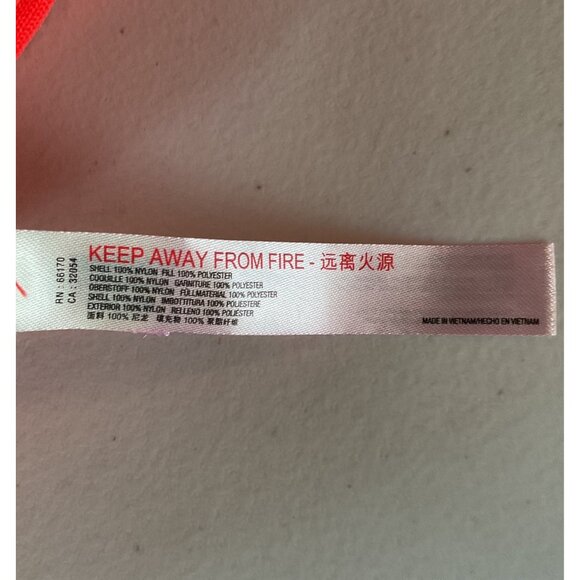 RN : 66170
CA : 32054
KEEP AWAY FROM FIRE - 远离火源
SHELL 100% NYLON FILL 100% POLYESTER
COQUILLE 100% NYLON GARNITURE 100% POLYESTER
OBERSTOFF 100% NYLON FÜLLMATERIAL 100% POLYESTER
SHELL 100% NYLON IMBOTTITURA 100% POLIESTERE
EXTERIOR 100% NYLON RELLENO 100% POLIÉSTER
面料 100% 尼龙 填充物 100% 聚酯纤维
MADE IN VIETNAM/HECHO EN VIETNAM